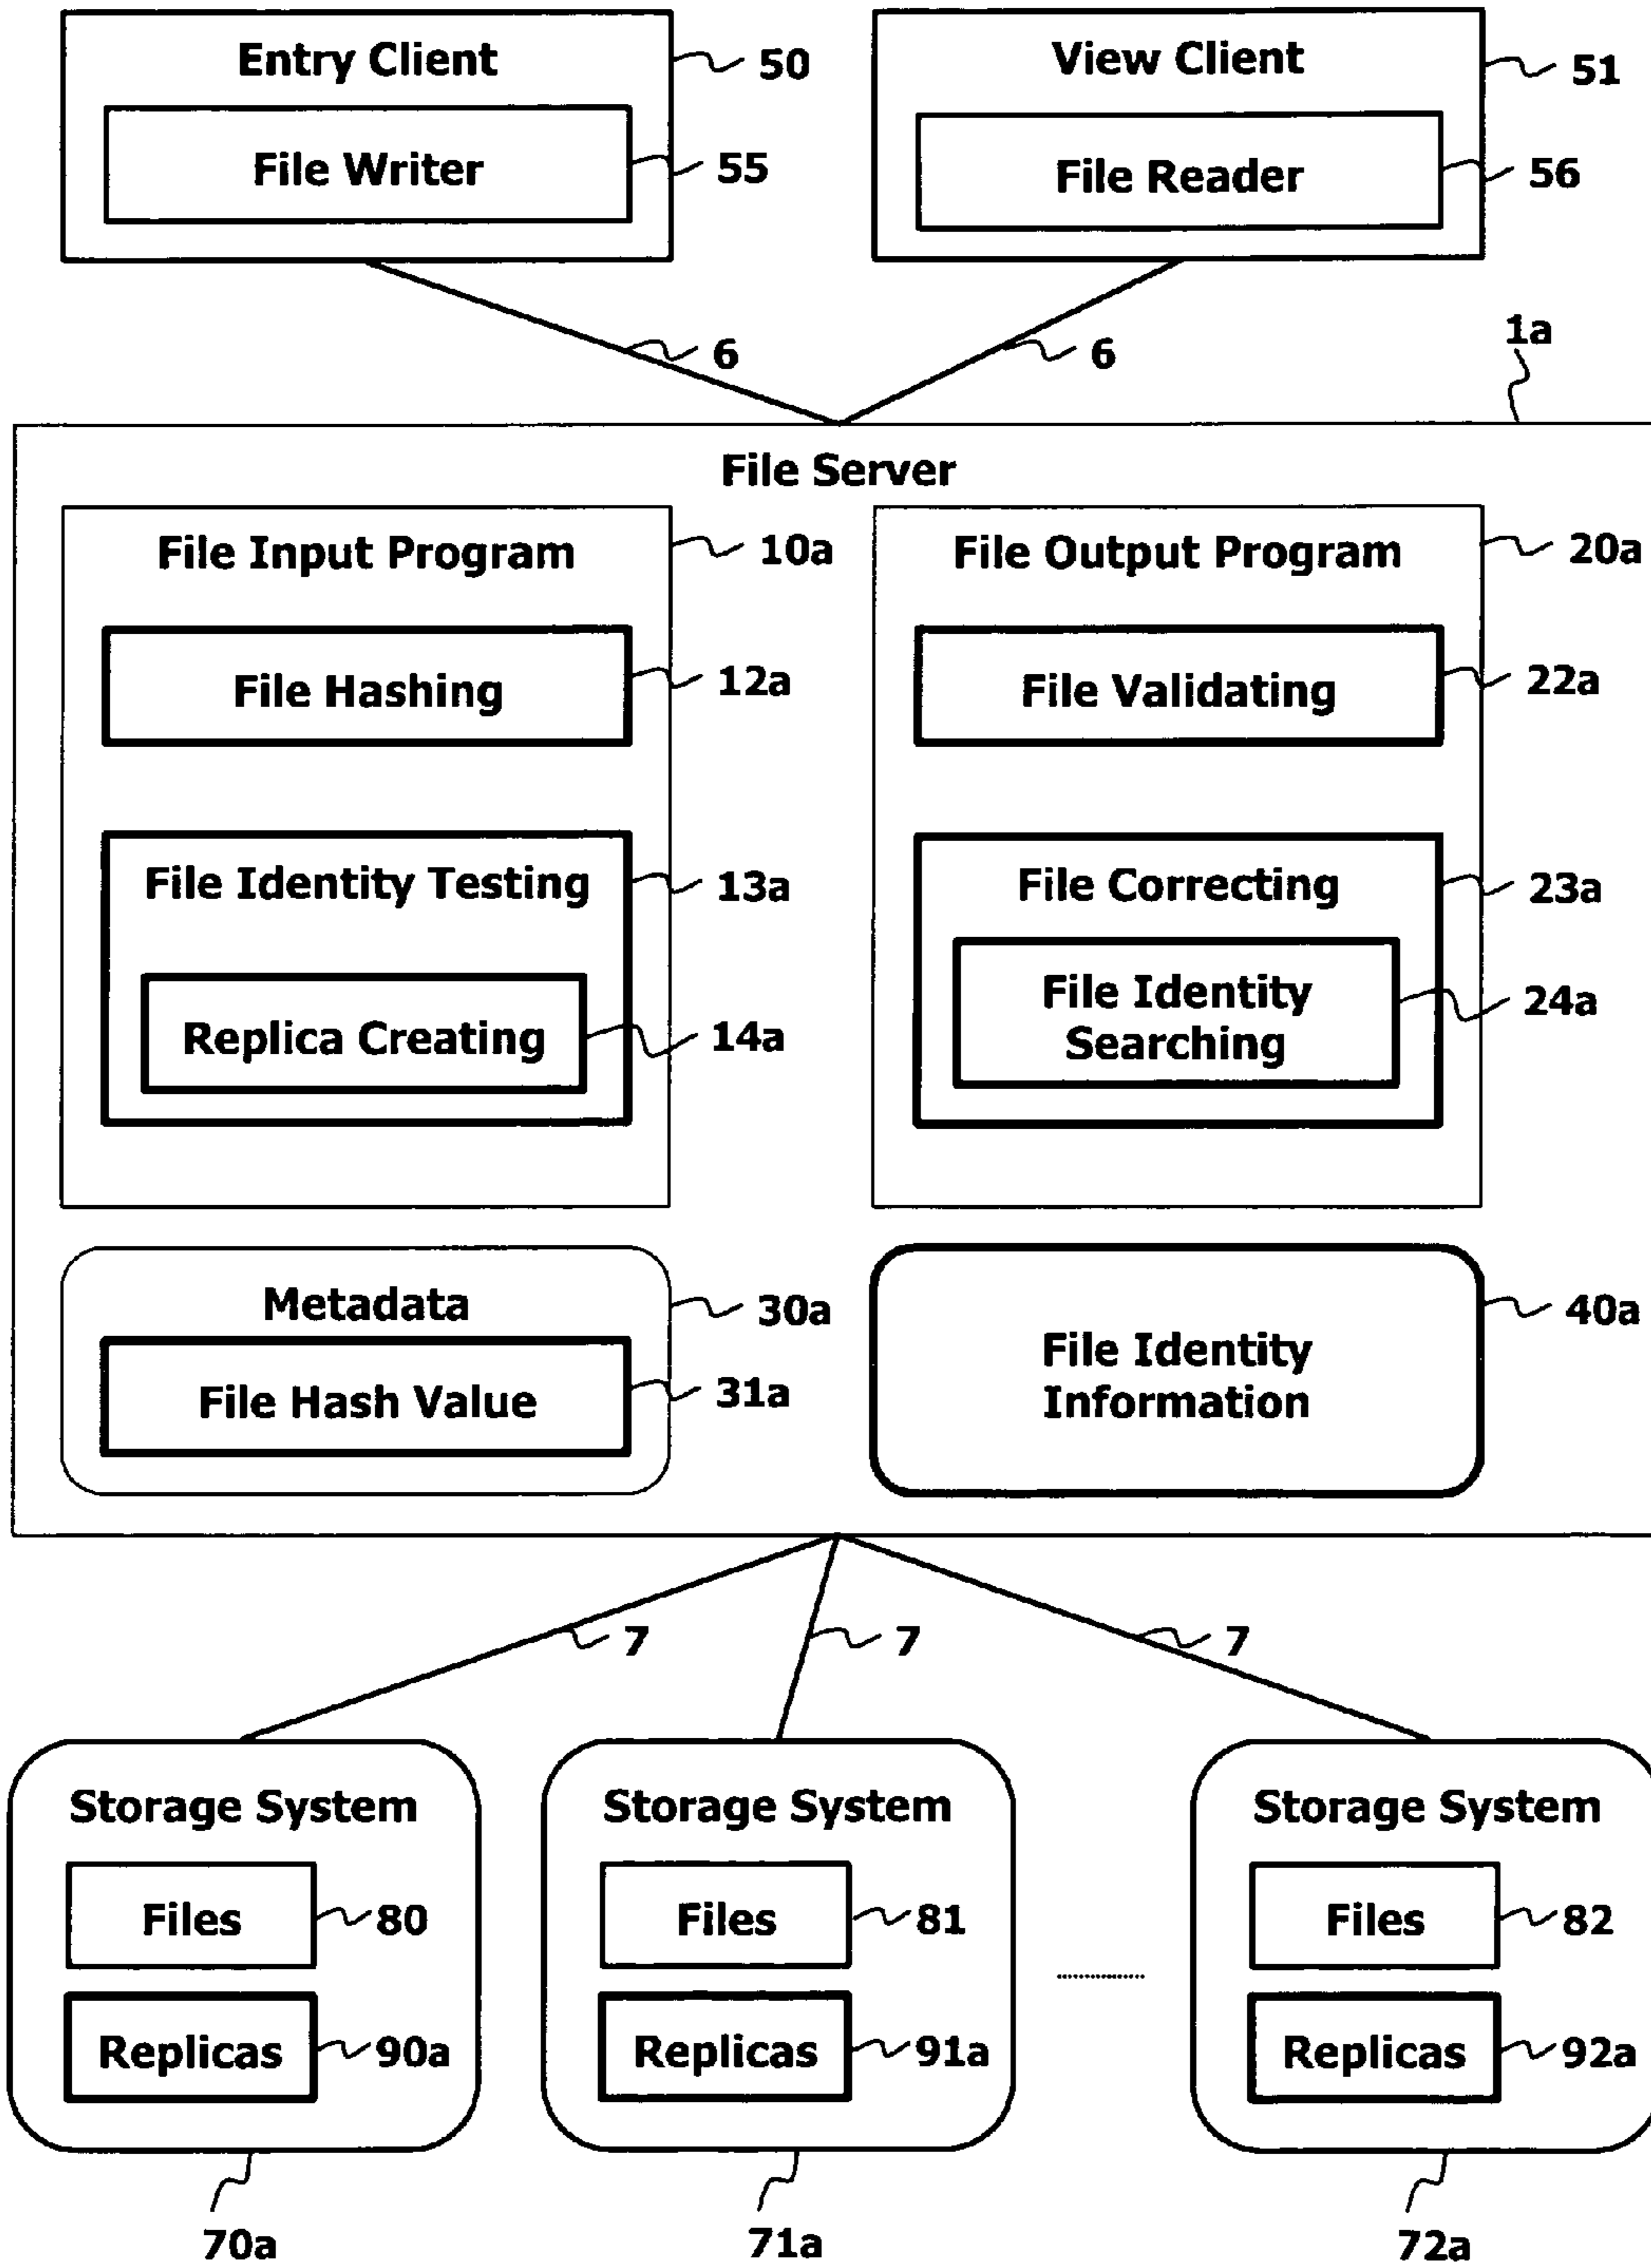 Entry Client
50
View Client
51
File Writer
55
File Reader
56
6
6
1a
File Server
File Input Program
10a
File Output Program
20a
File Hashing
12a
File Validating
22a
File Identity Testing
13a
File Correcting
23a
Replica Creating
14a
File Identity
Searching
24a
Metadata
30a
File Hash Value
31a
File Identity
Information
40a
7
7
7
Storage System
Storage System
Storage System
Files
80
Files
81
Files
82
Replicas
90a
Replicas
91a
Replicas
92a
70a
71a
72a